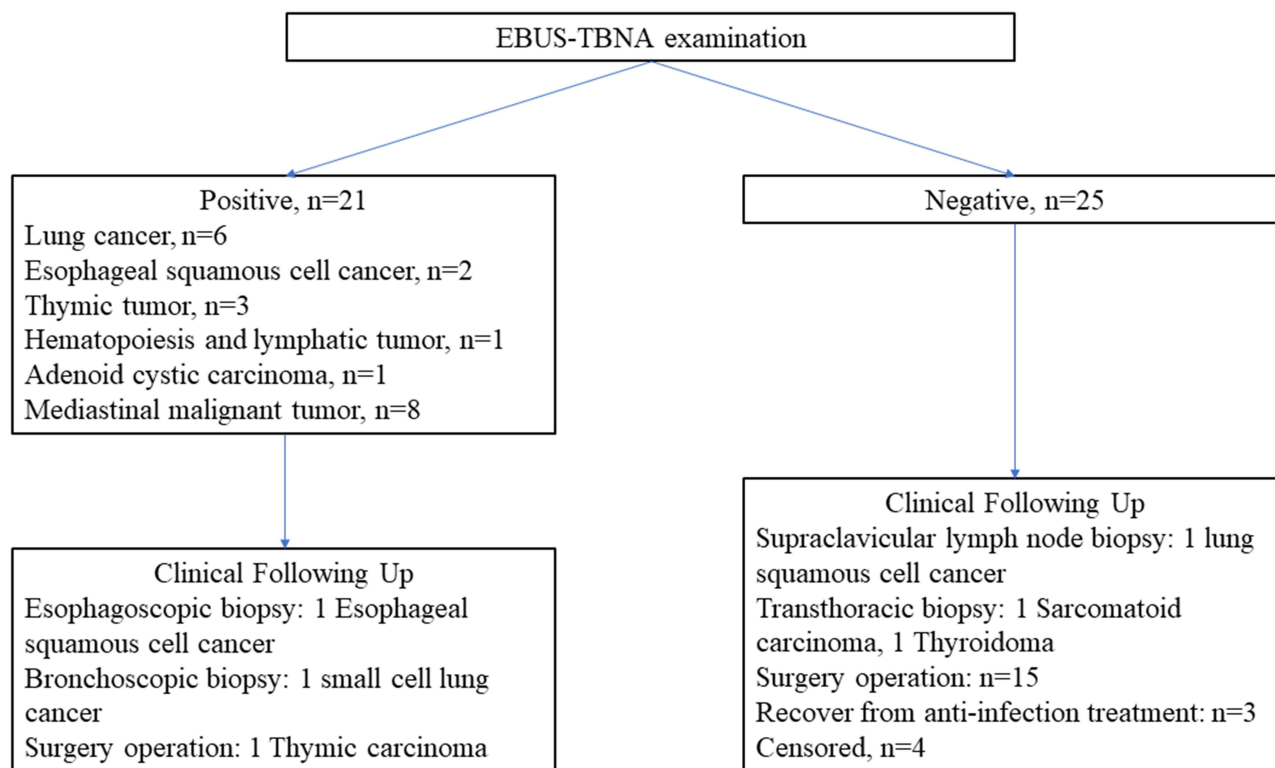 EBUS-TBNA examination
Positive, n=21
Lung cancer, n=6
Esophageal squamous cell cancer, n=2
Thymic tumor, n=3
Hematopoiesis and lymphatic tumor, n=1
Adenoid cystic carcinoma, n=1
Mediastinal malignant tumor, n=8
Negative, n=25
Clinical Following Up
Esophagoscopic biopsy: 1 Esophageal
squamous cell cancer
Bronchoscopic biopsy: 1 small cell lung
cancer
Surgery operation: 1 Thymic carcinoma
Clinical Following Up
Supraclavicular lymph node biopsy: 1 lung
squamous cell cancer
Transthoracic biopsy: 1 Sarcomatoid
carcinoma, 1 Thyroidoma
Surgery operation: n=15
Recover from anti-infection treatment: n=3
Censored, n=4